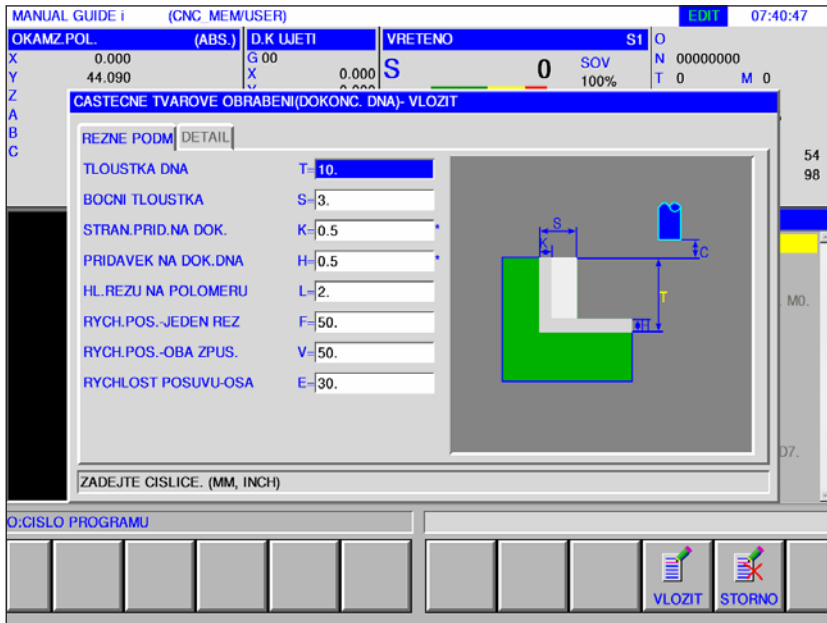 MANUAL GUIDE i (CNC_MEM/USER) EDIT 07:40:47
OKAMZ.POL. (ABS.) D.K UJETI VRETENO S1 O
X 0.000 G 00 N 00000000
Y 44.090 X 0.000 S 0 SOV 100% T 0 M 0
Z
A
B
C
54
98
CASTECNE TVAROVE OBRABENI(DOKONC. DNA)- VLOZIT
REZNE PODM DETAIL
TLOUSTKA DNA T=10.
BOCNI TLOUSTKA S=3.
STRAN.PRID.NA DOK. K=0.5 *
PRIDAVEK NA DOK.DNA H=0.5 *
HL.REZU NA POLOMERU L=2.
RYCH.POS.-JEDEN REZ F=50.
RYCH.POS.-OBA ZPUS. V=50.
RYCHLOST POSUVU-OSA E=30.
S
K
C
T
H
M0.
D7.
ZADEJTE CISLICE. (MM, INCH)
O:CISLO PROGRAMU
VLOZIT STORNO